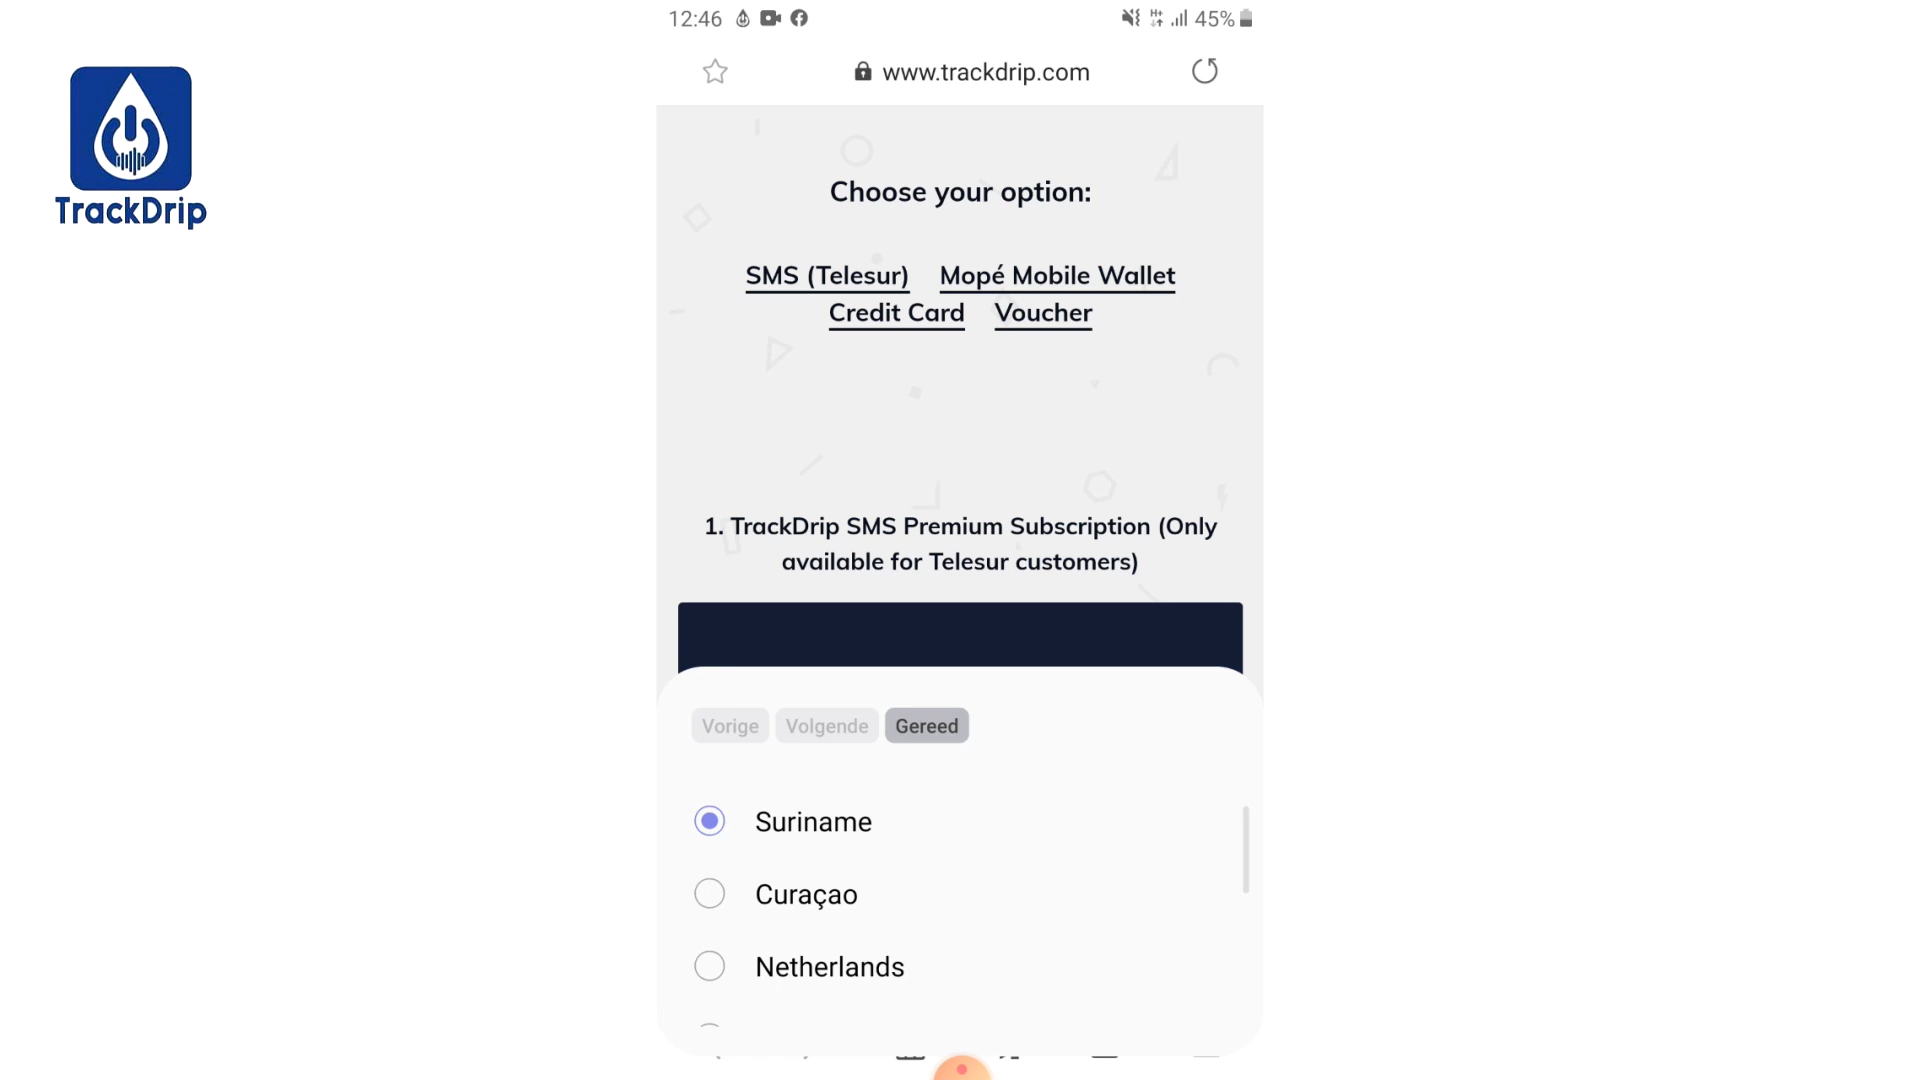 12:46
45%
www.trackdrip.com
TrackDrip
Choose your option:
SMS (Telesur) Mopé Mobile Wallet
Credit Card Voucher
1. TrackDrip SMS Premium Subscription (Only
available for Telesur customers)
Vorige Volgende Gereed
Suriname
Curaçao
Netherlands